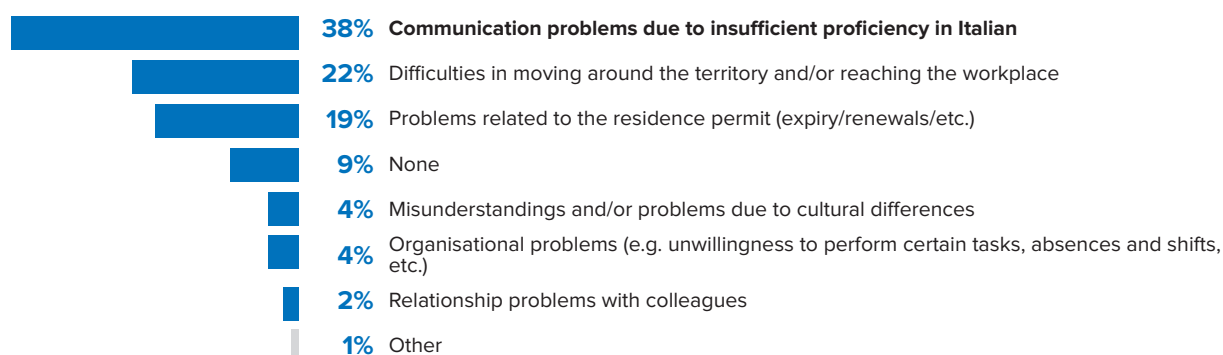 38% Communication problems due to insufficient proficiency in Italian
22% Difficulties in moving around the territory and/or reaching the workplace
19% Problems related to the residence permit (expiry/renewals/etc.)
9% None
4% Misunderstandings and/or problems due to cultural differences
4% Organisational problems (e.g. unwillingness to perform certain tasks, absences and shifts,
etc.)
2% Relationship problems with colleagues
1% Other